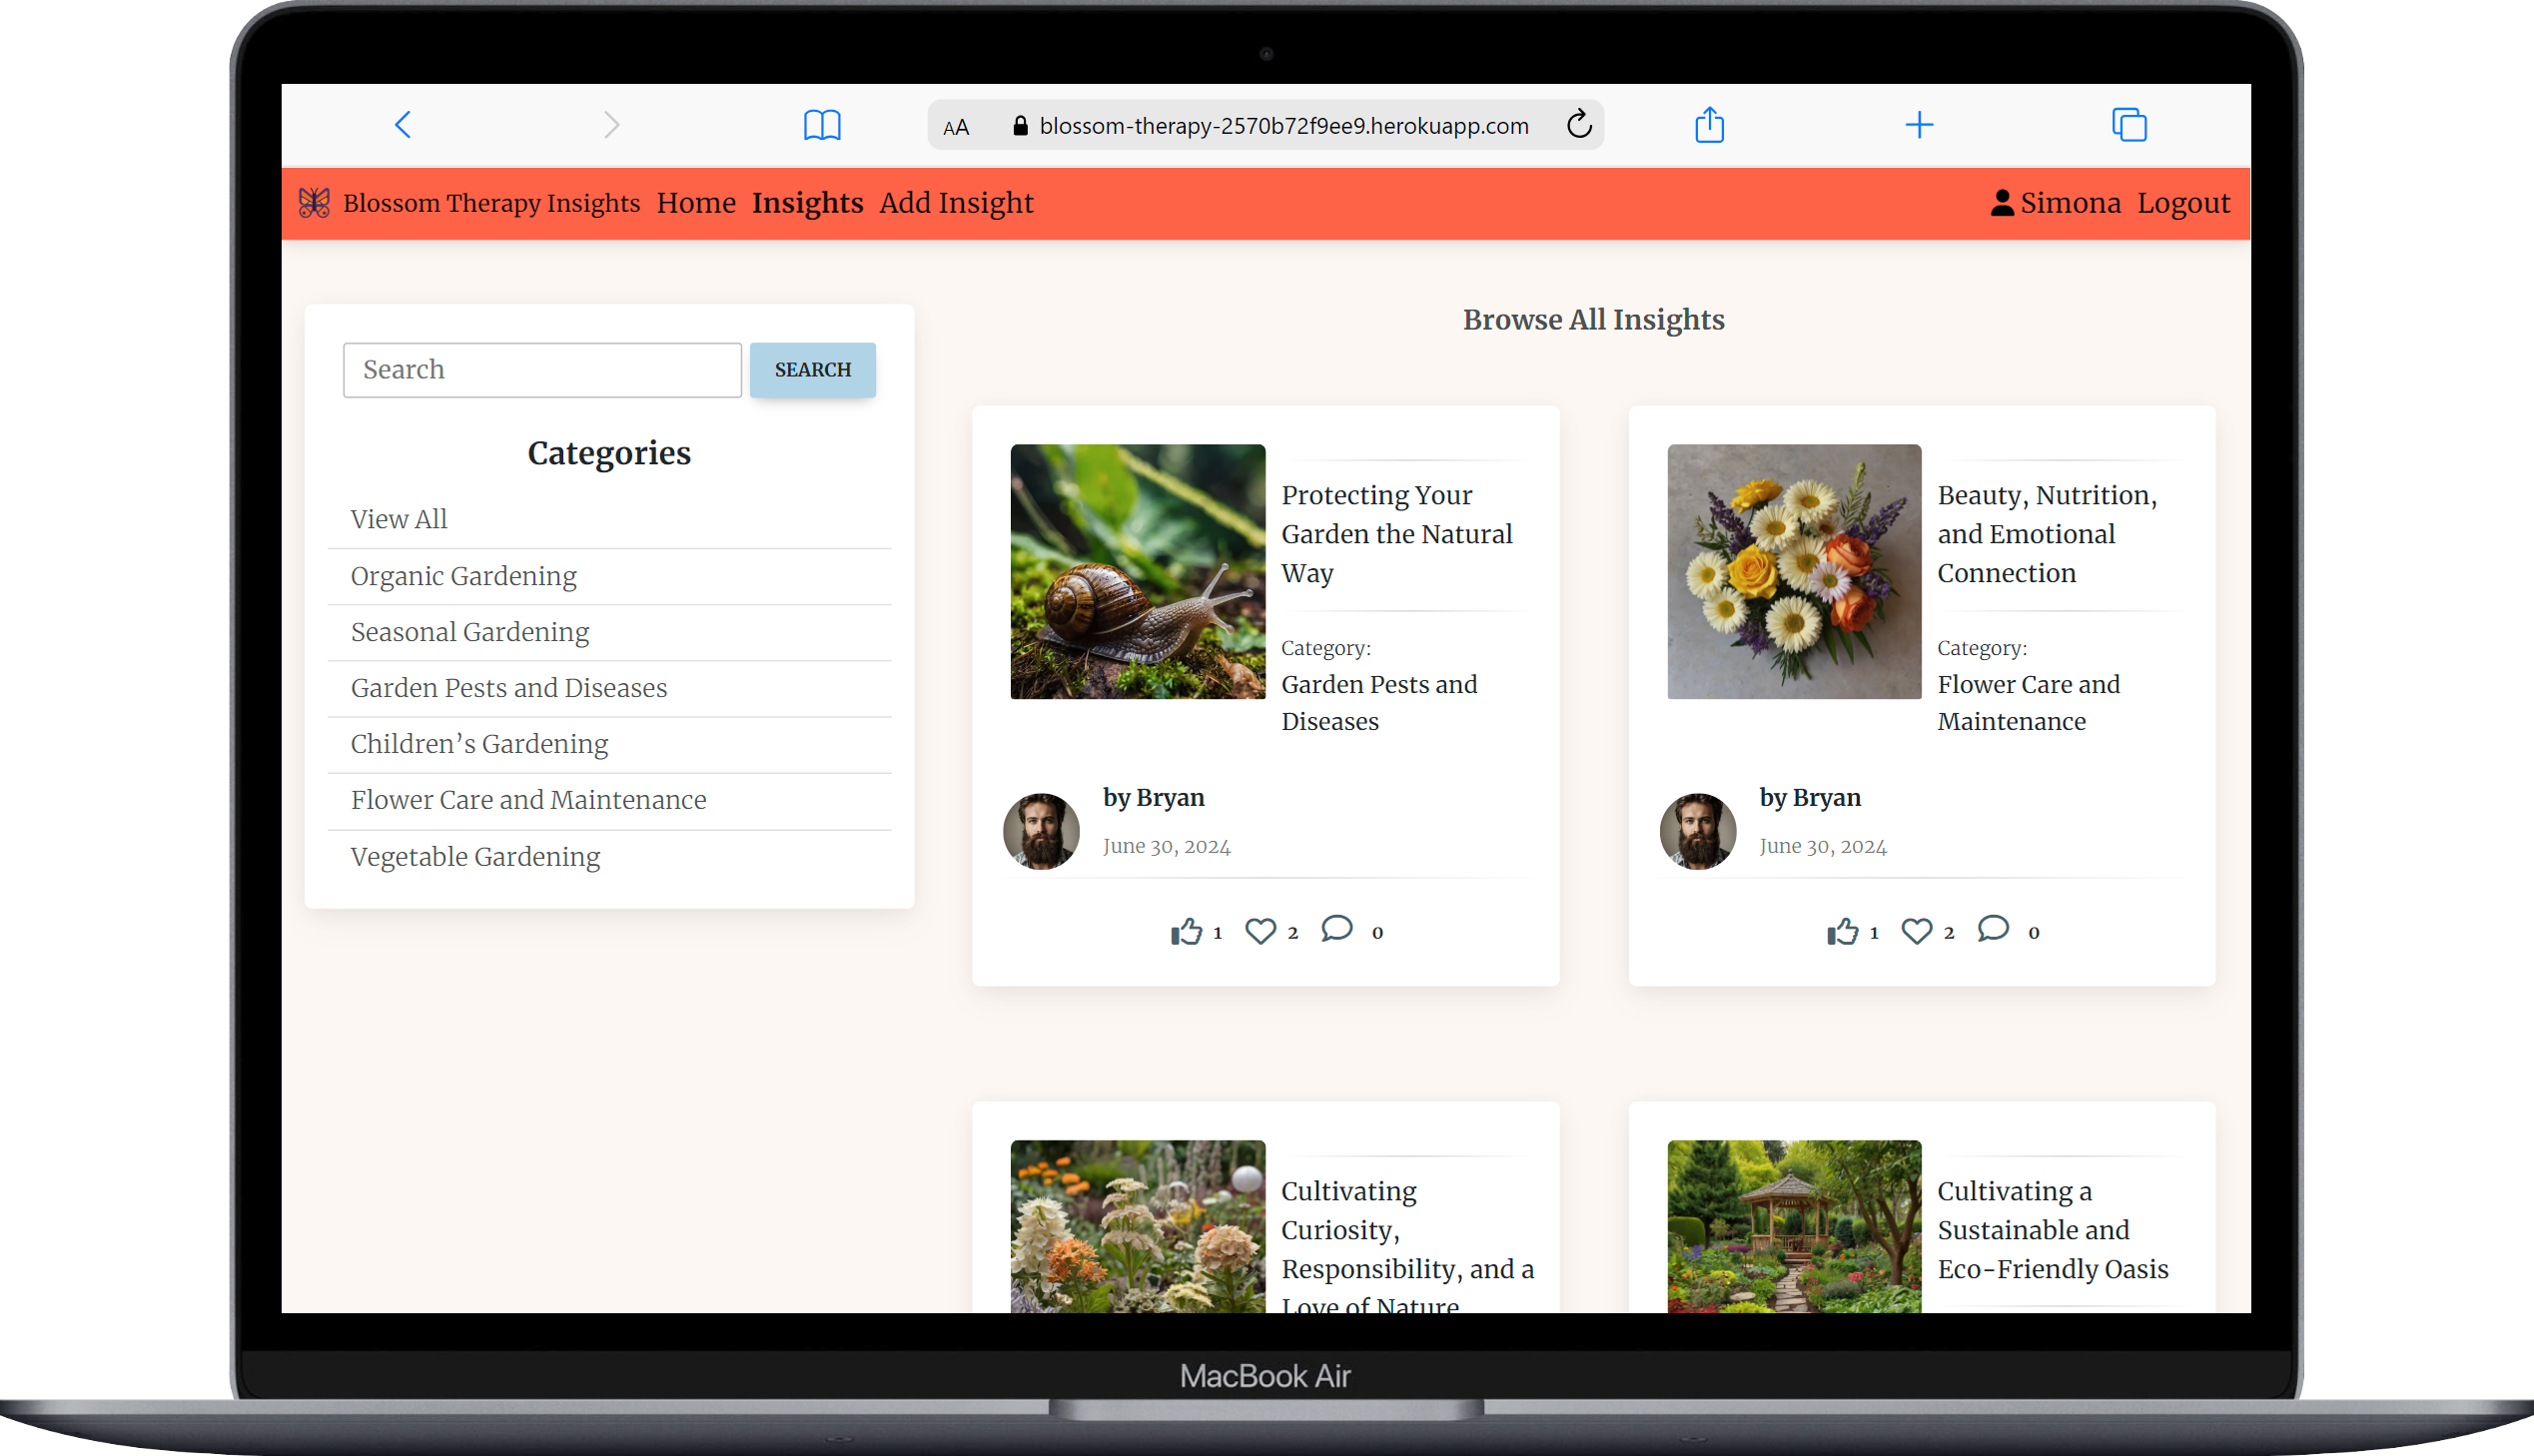 AA blossom-therapy-2570b72f9ee9.herokuapp.com
Blossom Therapy Insights Home Insights Add Insight Simona Logout
Search SEARCH
Categories
View All
Organic Gardening
Seasonal Gardening
Garden Pests and Diseases
Children’s Gardening
Flower Care and Maintenance
Vegetable Gardening
Browse All Insights
Protecting Your
Garden the Natural
Way
Category:
Garden Pests and
Diseases
by Bryan
June 30, 2024
1 2 0
Beauty, Nutrition,
and Emotional
Connection
Category:
Flower Care and
Maintenance
by Bryan
June 30, 2024
1 2 0
Cultivating
Curiosity,
Responsibility, and a
Love of Nature
Cultivating a
Sustainable and
Eco-Friendly Oasis
MacBook Air